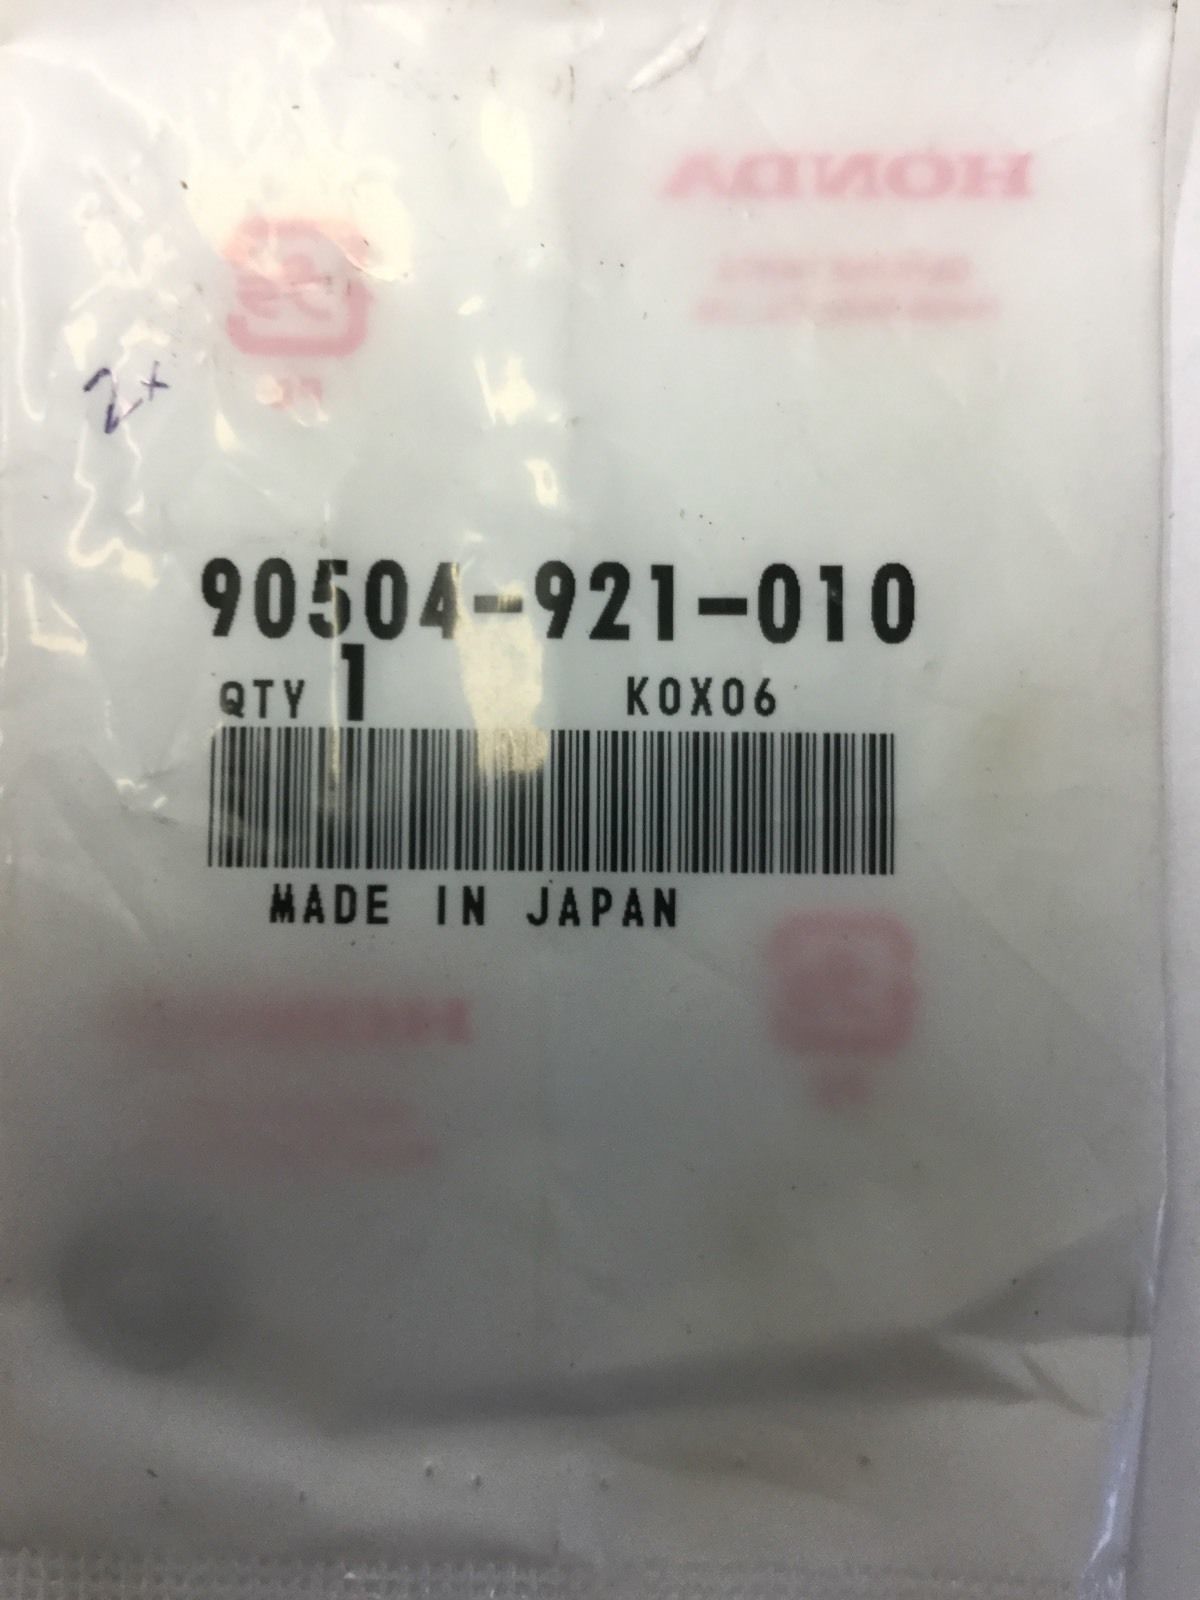 HONDA
2x
90504-921-010
QTY 1 K0X06
MADE IN JAPAN